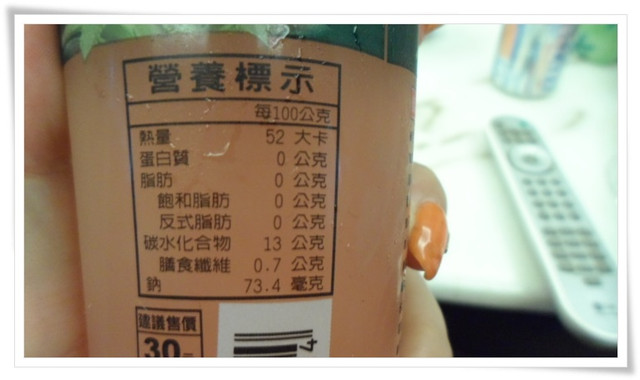 營養標示
每100公克
熱量 52 大卡
蛋白質 0 公克
脂肪 0 公克
飽和脂肪 0 公克
反式脂肪 0 公克
碳水化合物 13 公克
膳食纖維 0.7 公克
鈉 73.4 毫克
建議售價
30
4